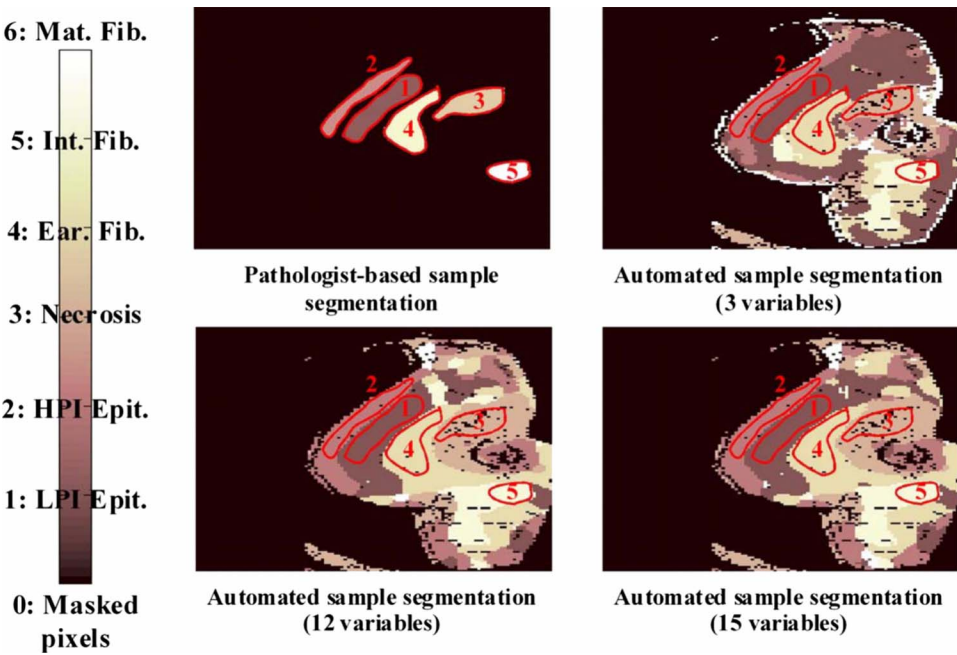 6: Mat. Fib.
5: Int. Fib.
4: Ear. Fib.
3: Necrosis
2: HPI Epit.
1: LPI Epit.
0: Masked
pixels
2
1
3
4
5
Pathologist-based sample
segmentation
2
1
3
4
5
Automated sample segmentation
(3 variables)
2
1
3
4
5
Automated sample segmentation
(12 variables)
2
1
3
4
5
Automated sample segmentation
(15 variables)